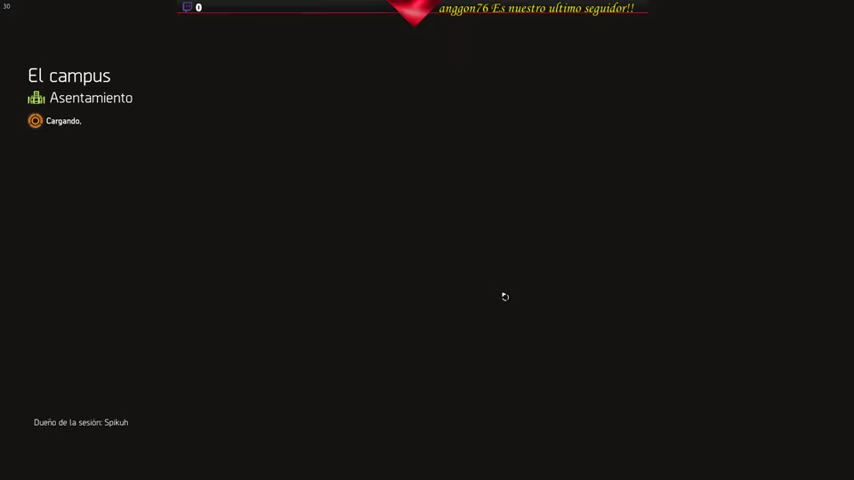 30
0
anggon76 Es nuestro ultimo seguidor!!
El campus
Asentamiento
Cargando,
Dueño de la sesión: Spikuh